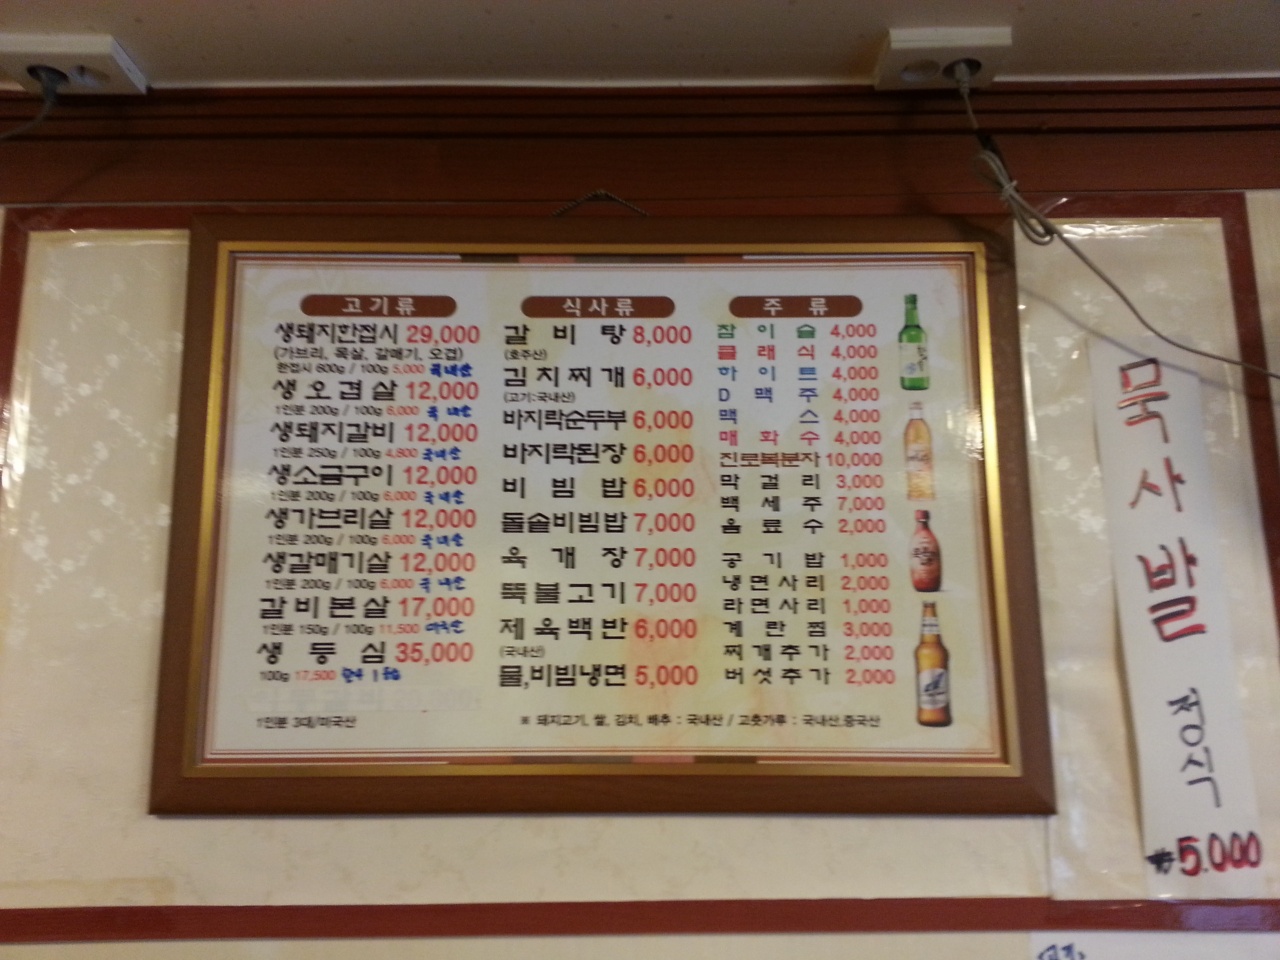 고기류
생돼지한접시 29,000
(가브리, 목살, 갈매기, 오겹)
한접시 600g / 100g 5,000 국내산
생오겹살 12,000
1인분 200g / 100g 6,000 국내산
생돼지갈비 12,000
1인분 250g / 100g 4,800 국내산
생소금구이 12,000
1인분 200g / 100g 6,000 국내산
생가브리살 12,000
1인분 200g / 100g 6,000 국내산
생갈매기살 12,000
1인분 200g / 100g 6,000 국내산
갈비본살 17,000
1인분 150g / 100g 11,500 미국산
생등심 35,000
100g 17,500
1인분 3대/미국산
식사류
갈비탕 8,000
(호주산)
김치찌개 6,000
(고기:국내산)
바지락순두부 6,000
바지락된장 6,000
비빔밥 6,000
돌솥비빔밥 7,000
육개장 7,000
뚝불고기 7,000
제육백반 6,000
(국내산)
물,비빔냉면 5,000
주류
참이슬 4,000
클래식 4,000
하이트 4,000
D맥주 4,000
맥스 4,000
매화수 4,000
진로복분자 10,000
막걸리 3,000
백세주 7,000
음료수 2,000
공기밥 1,000
냉면사리 2,000
라면사리 1,000
계란찜 3,000
찌개추가 2,000
버섯추가 2,000
※ 돼지고기, 쌀, 김치, 배추 : 국내산 / 고춧가루 : 국내산,중국산
묵사발 정식
₩5.000